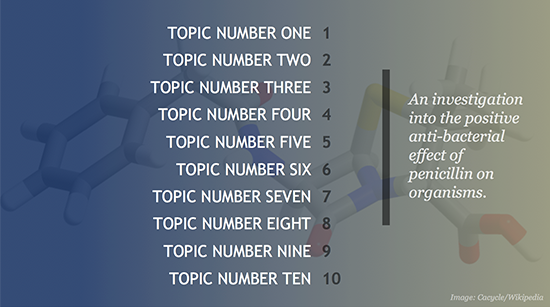 TOPIC NUMBER ONE 1
TOPIC NUMBER TWO 2
TOPIC NUMBER THREE 3
TOPIC NUMBER FOUR 4
TOPIC NUMBER FIVE 5
TOPIC NUMBER SIX 6
TOPIC NUMBER SEVEN 7
TOPIC NUMBER EIGHT 8
TOPIC NUMBER NINE 9
TOPIC NUMBER TEN 10
An investigation
into the positive
anti-bacterial
effect of
penicillin on
organisms.
Image: Cacycle/Wikipedia